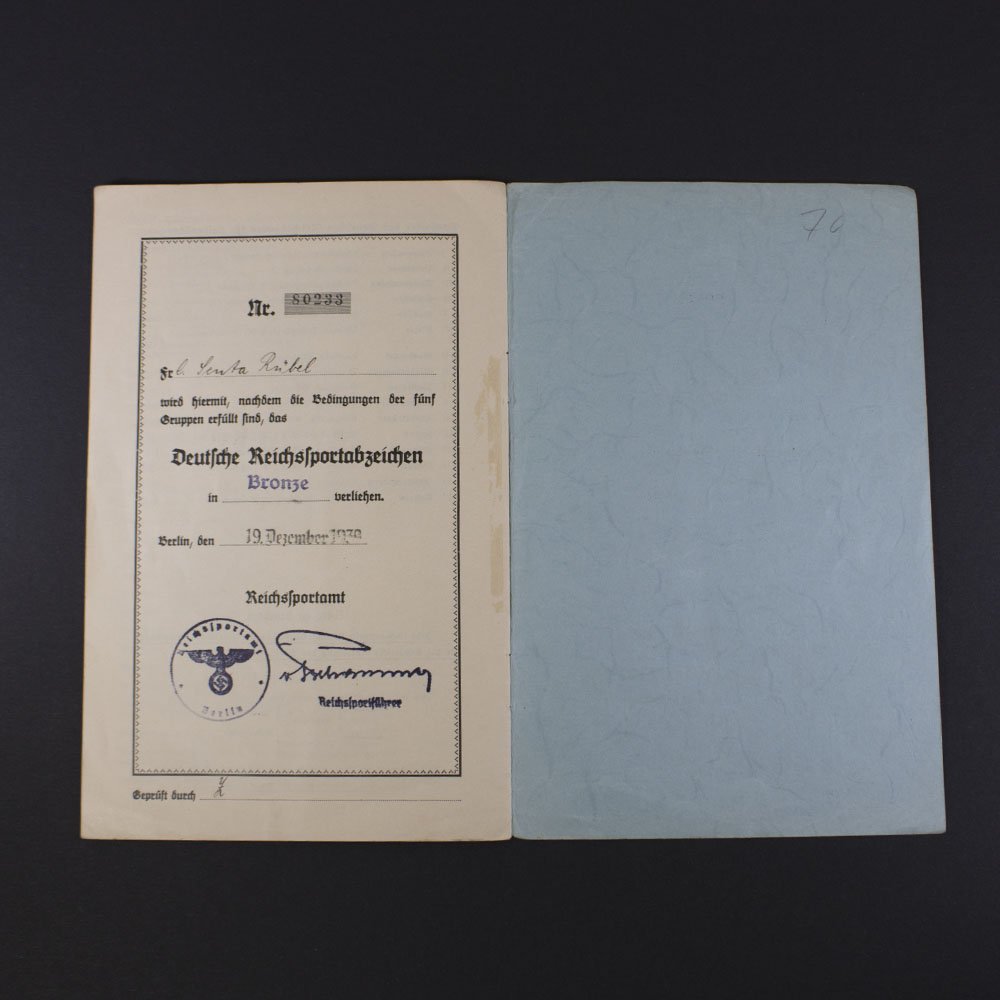 70
Nr. 80233
Frl. Senta Rübel
wird hiermit, nachdem die Bedingungen der fünf
Gruppen erfüllt sind, das
Deutsche Reichssportabzeichen
in Bronze verliehen.
Berlin, den 19. Dezember 1939
Reichssportamt
Reichssportamt
Berlin
v. Tschammer
Reichssportführer
Geprüft durch